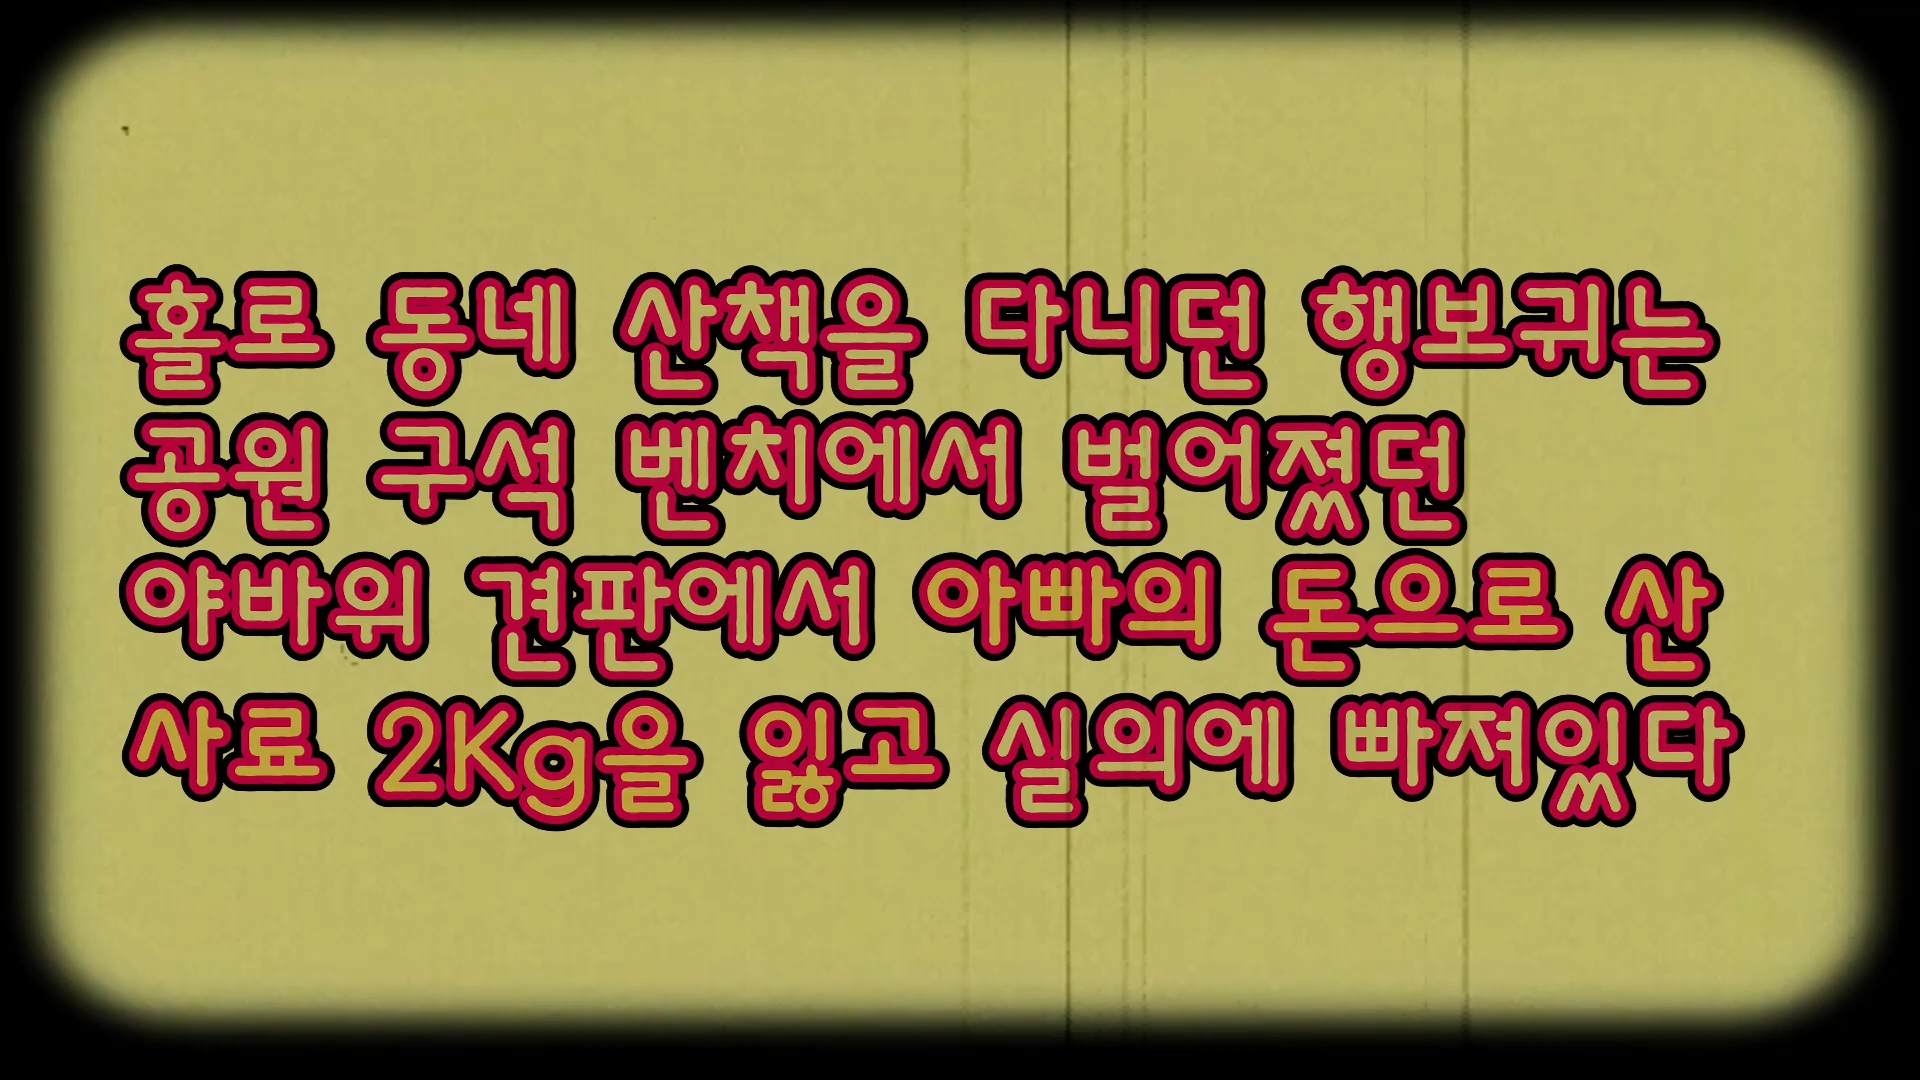 홀로 동네 산책을 다니던 행보귀는
공원 구석 벤치에서 벌어졌던
야바위 견판에서 아빠의 돈으로 산
사료 2Kg을 잃고 실의에 빠져있다